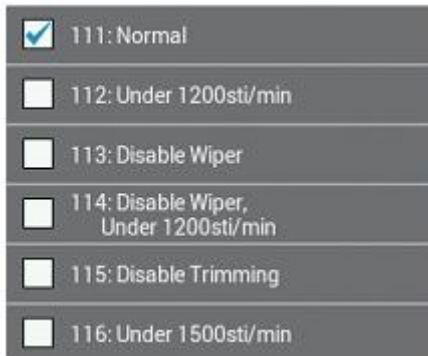 111: Normal
112: Under 1200sti/min
113: Disable Wiper
114: Disable Wiper,
Under 1200sti/min
115: Disable Trimming
116: Under 1500sti/min